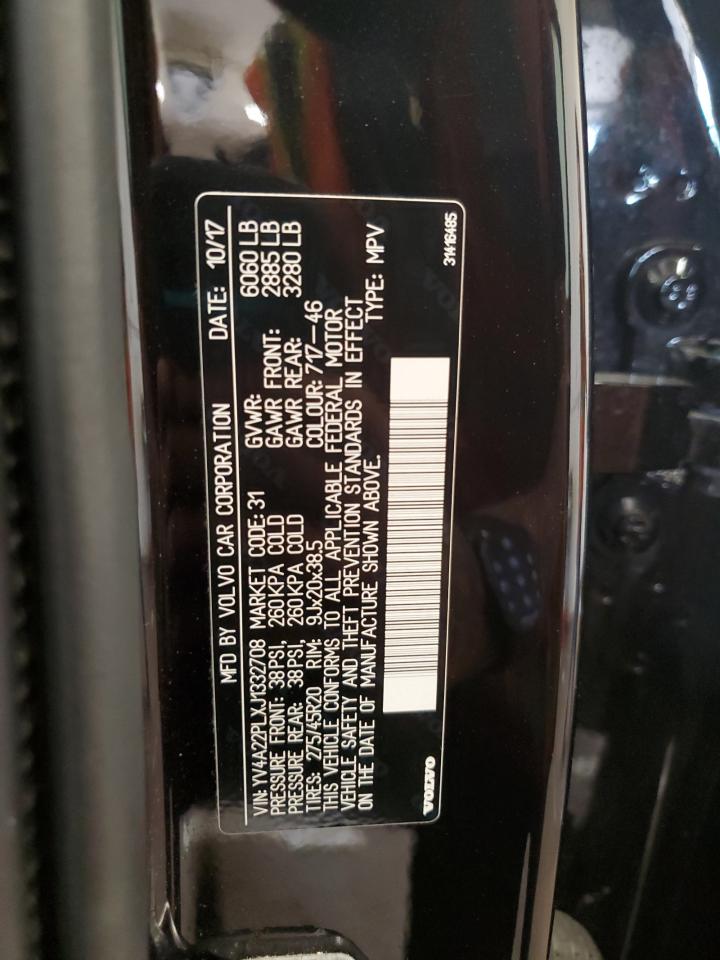 MFD BY VOLVO CAR CORPORATION DATE: 10/17
VIN: YV4A22PLXJ1332708 MARKET CODE: 31 GVWR: 6060 LB
PRESSURE FRONT: 38PSI, 260KPA COLD GAWR FRONT: 2885 LB
PRESSURE REAR: 38PSI, 260KPA COLD GAWR REAR: 3280 LB
TIRES: 275/45R20 RIM: 9Jx20x38.5 COLOUR: 717—46
THIS VEHICLE CONFORMS TO ALL APPLICABLE FEDERAL MOTOR
VEHICLE SAFETY AND THEFT PREVENTION STANDARDS IN EFFECT
ON THE DATE OF MANUFACTURE SHOWN ABOVE. TYPE: MPV
VOLVO 31416485